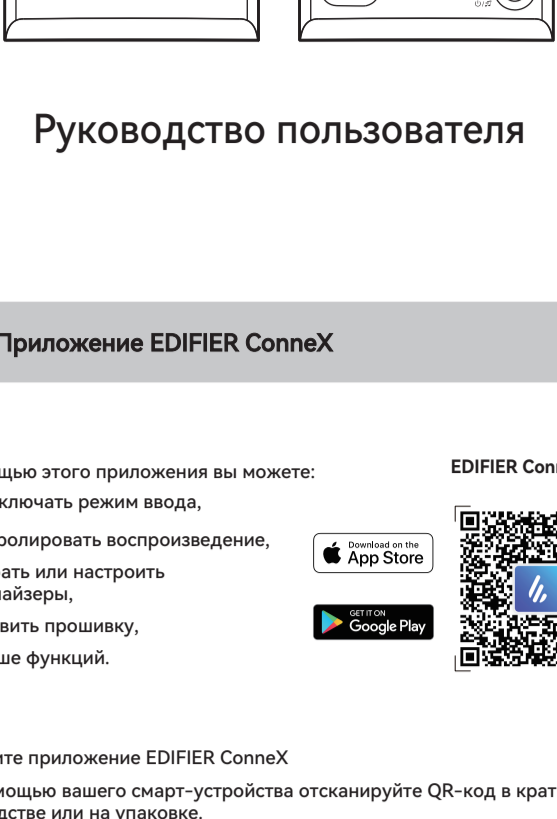 Руководство пользователя
Приложение EDIFIER ConneX
щью этого приложения вы можете:
EDIFIER Conn
ключать режим ввода,
ролировать воспроизведение,
Download on the
App Store
ать или настроить
лайзеры,
GET IT ON
Google Play
вить прошивку,
ше функций.
ите приложение EDIFIER ConneX
мощью вашего смарт-устройства отсканируйте QR-код в крат
дстве или на упаковке.